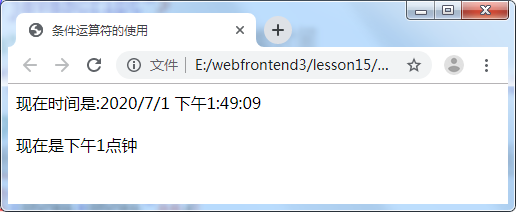 条件运算符的使用
文件 E:/webfrontend3/lesson15/...
现在时间是:2020/7/1 下午1:49:09
现在是下午1点钟